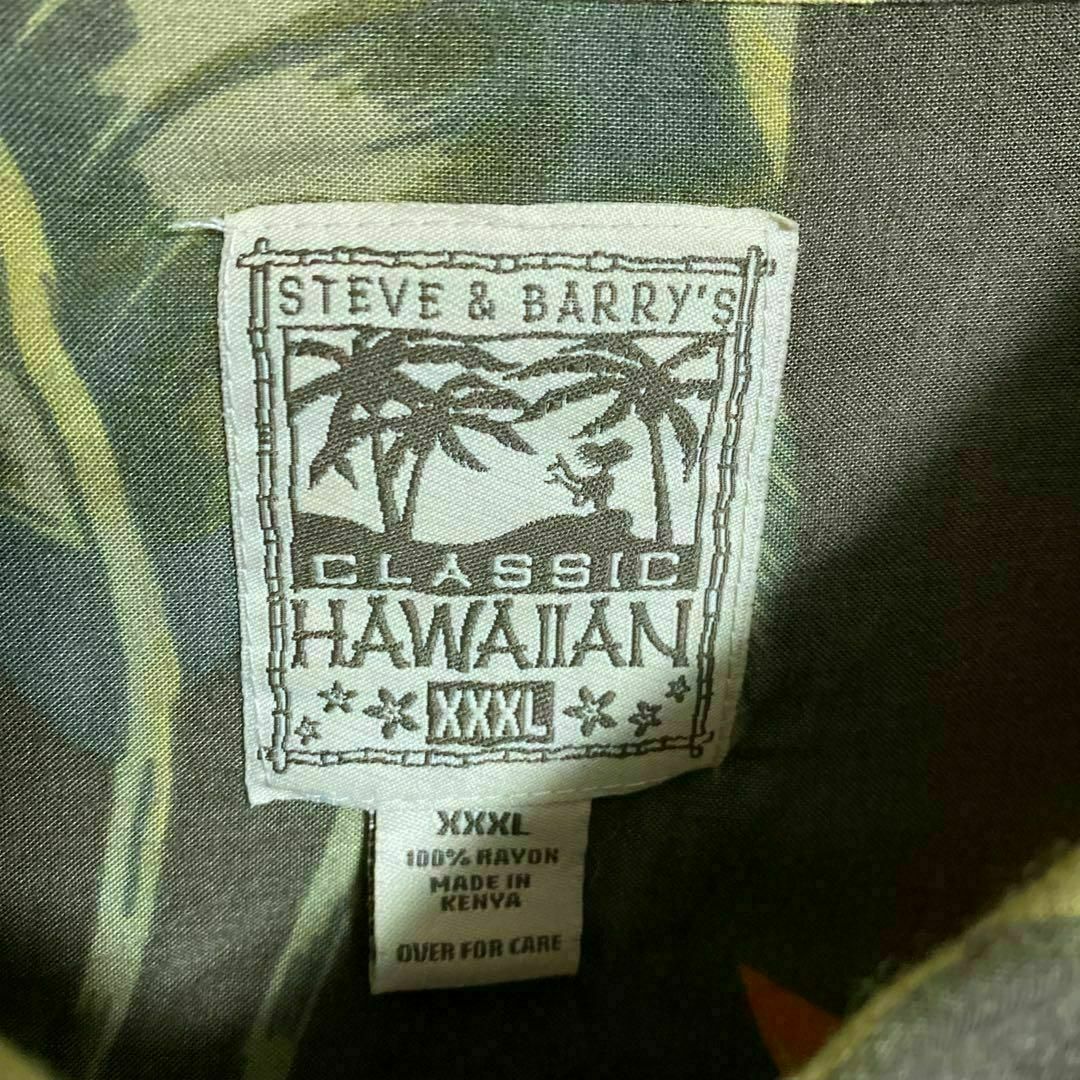 STEVE & BARRY'S
CLASSIC
HAWAIIAN
XXXL
XXXL
100% RAYON
MADE IN
KENYA
OVER FOR CARE